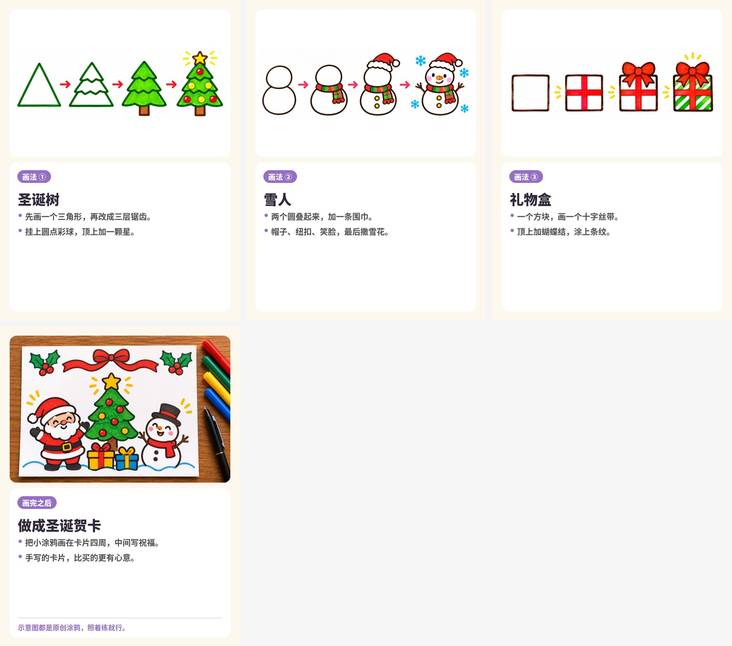 画法 ①
圣诞树
• 先画一个三角形，再改成三层锯齿。
• 挂上圆点彩球，顶上加一颗星。
画法 ②
雪人
• 两个圆叠起来，加一条围巾。
• 帽子、纽扣、笑脸，最后撒雪花。
画法 ③
礼物盒
• 一个方块，画一个十字丝带。
• 顶上加蝴蝶结，涂上条纹。
画完之后
做成圣诞贺卡
• 把小涂鸦画在卡片四周，中间写祝福。
• 手写的卡片，比买的更有心意。
示意图都是原创涂鸦，照着练就行。